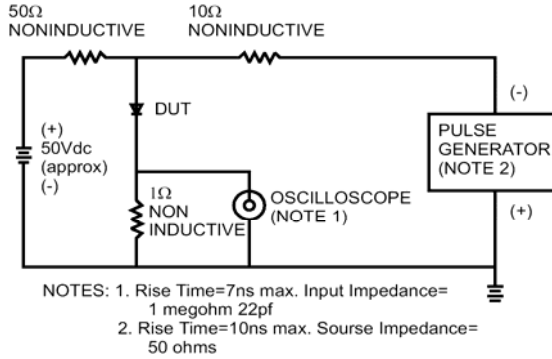 50Ω
NONINDUCTIVE
10Ω
NONINDUCTIVE
DUT
(+)
50Vdc
(approx)
(-)
1Ω
NON
INDUCTIVE
OSCILLOSCOPE
(NOTE 1)
(-)
PULSE
GENERATOR
(NOTE 2)
(+)
NOTES: 1. Rise Time=7ns max. Input Impedance=
1 megohm 22pf
2. Rise Time=10ns max. Sourse Impedance=
50 ohms